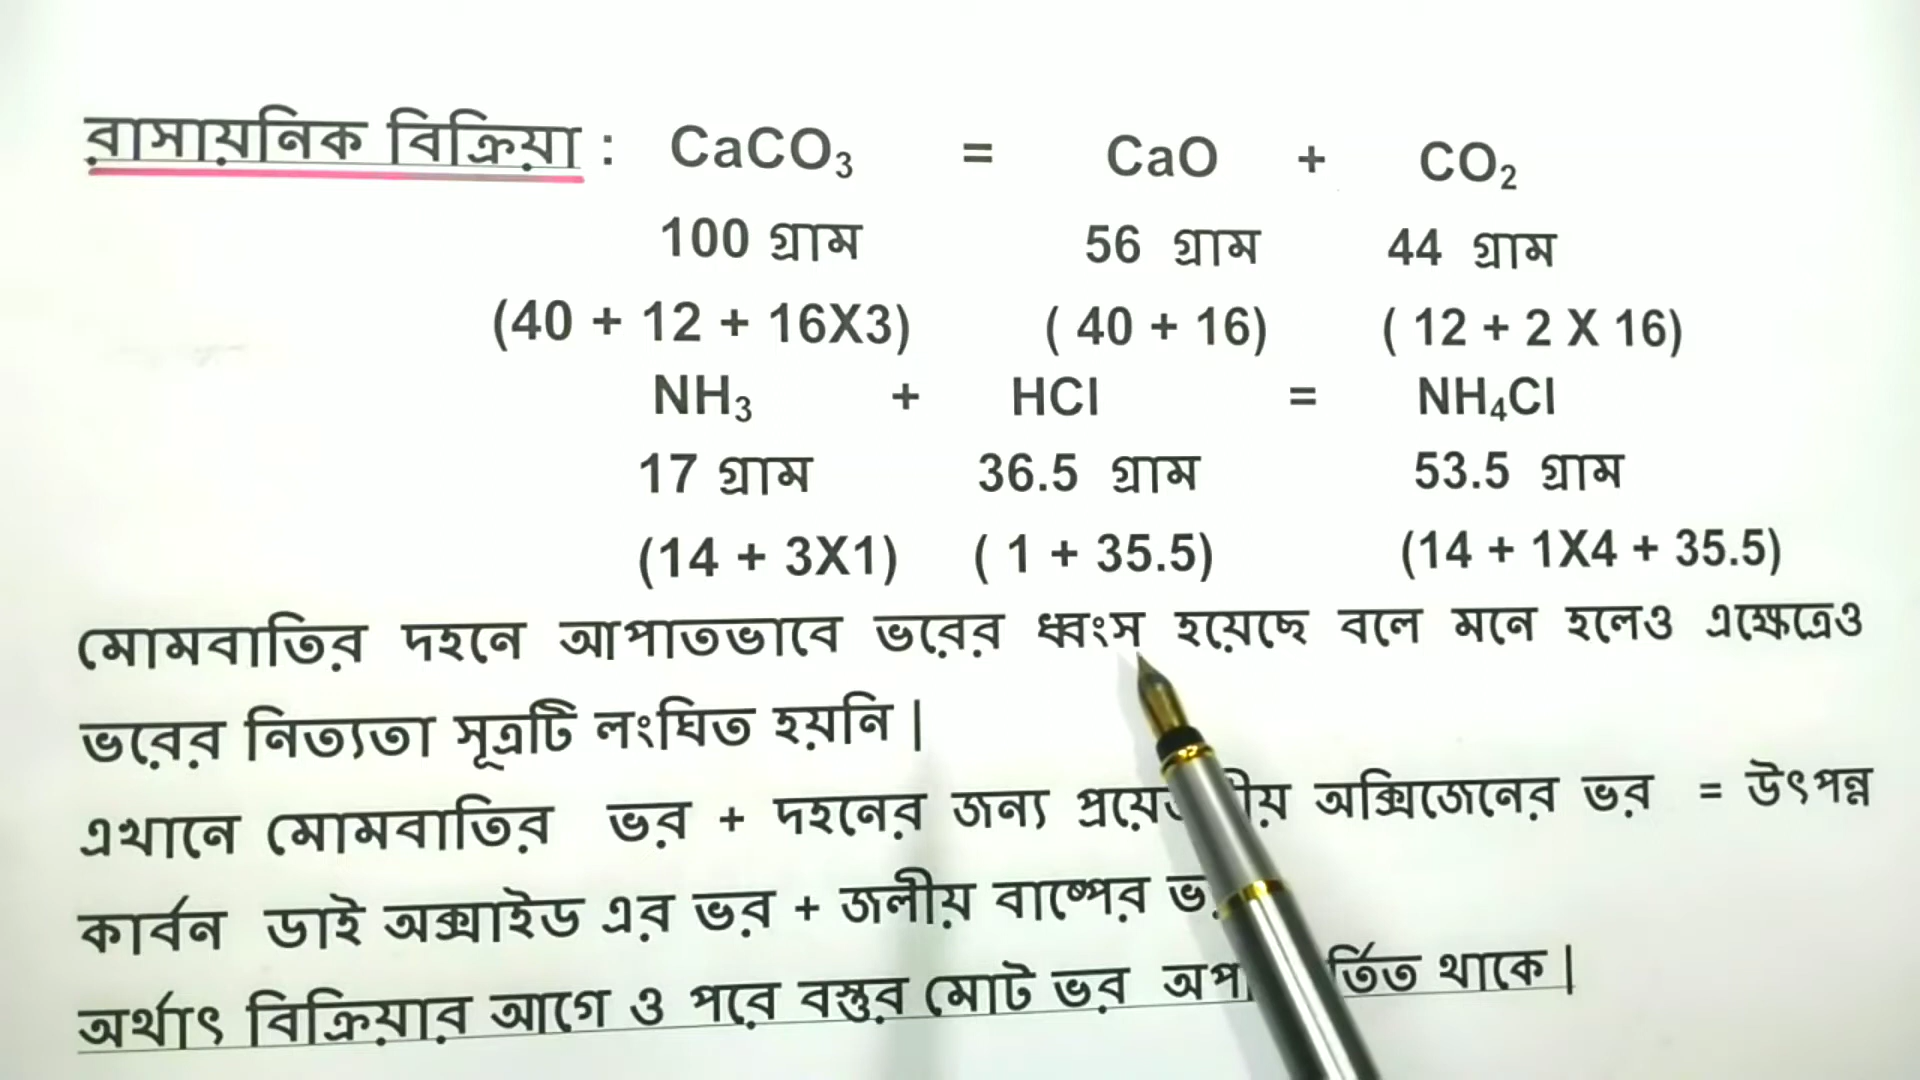 রাসায়নিক বিক্রিয়া : CaCO₃ = CaO + CO₂
100 গ্রাম 56 গ্রাম 44 গ্রাম
(40 + 12 + 16X3) ( 40 + 16) ( 12 + 2 X 16)
NH₃ + HCl = NH₄Cl
17 গ্রাম 36.5 গ্রাম 53.5 গ্রাম
(14 + 3X1) ( 1 + 35.5) (14 + 1X4 + 35.5)
মোমবাতির দহনে আপাতভাবে ভরের ধ্বংস হয়েছে বলে মনে হলেও এক্ষেত্রেও
ভরের নিত্যতা সূত্রটি লংঘিত হয়নি |
এখানে মোমবাতির ভর + দহনের জন্য অক্সিজেনের ভর = উৎপন্ন
কার্বন ডাই অক্সাইড এর ভর + জলীয় বাষ্পের
অর্থাৎ বিক্রিয়ার আগে ও পরে বস্তুর মোট ভর থাকে |